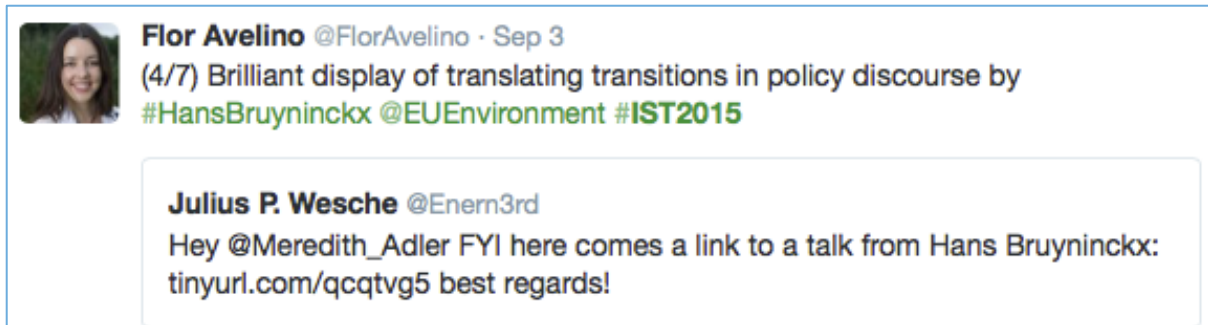 Flor Avelino @FlorAvelino · Sep 3
(4/7) Brilliant display of translating transitions in policy discourse by
#HansBruyninckx @EUEnvironment #IST2015
Julius P. Wesche @Enern3rd
Hey @Meredith_Adler FYI here comes a link to a talk from Hans Bruyninckx:
tinyurl.com/qcqtvg5 best regards!